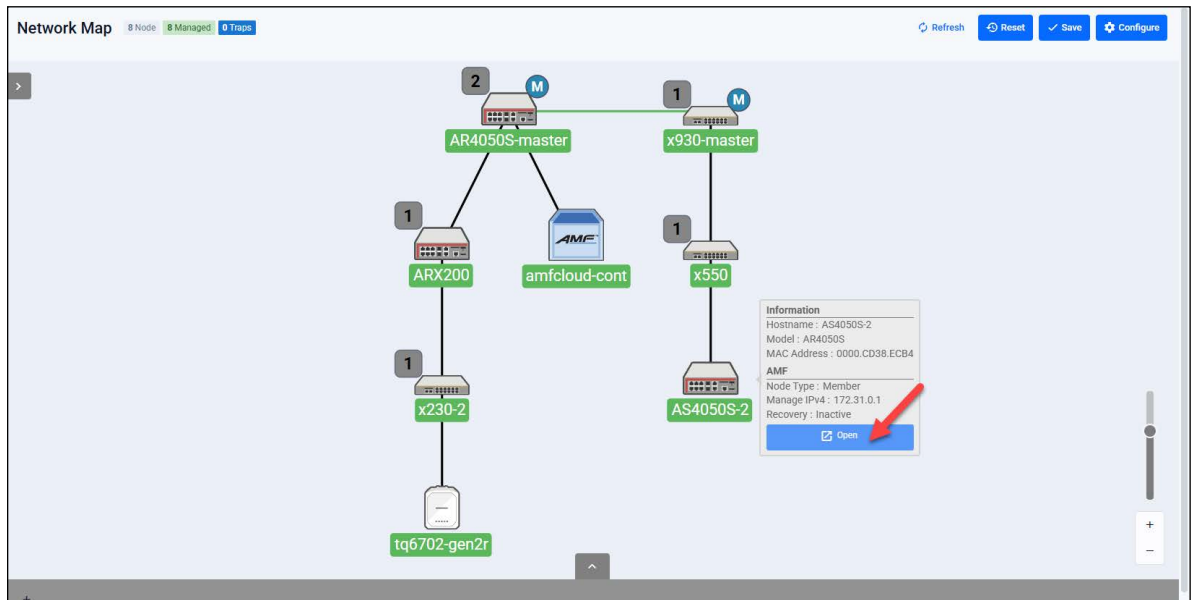 Network Map 8 Node 8 Managed 0 Traps
Refresh Reset Save Configure
2 M
1 M
AR4050S-master
x930-master
1
AMF
1
ARX200
amfcloud-cont
x550
Information
Hostname : AS4050S-2
Model : AR4050S
MAC Address : 0000.CD38.ECB4
AMF
Node Type : Member
Manage IPv4 : 172.31.0.1
Recovery : Inactive
Open
1
x230-2
AS4050S-2
tq6702-gen2r
+
−